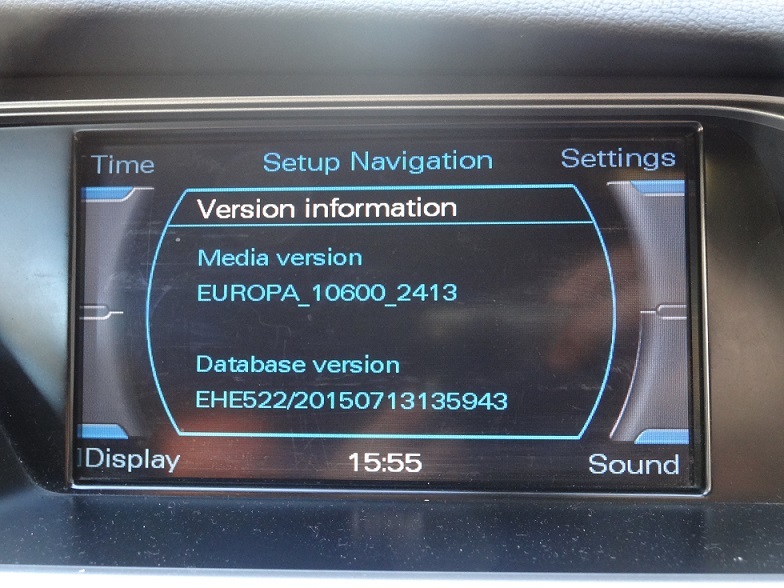 Time
Setup Navigation
Settings
Version information
Media version
EUROPA_10600_2413
Database version
EHE522/20150713135943
Display
15:55
Sound